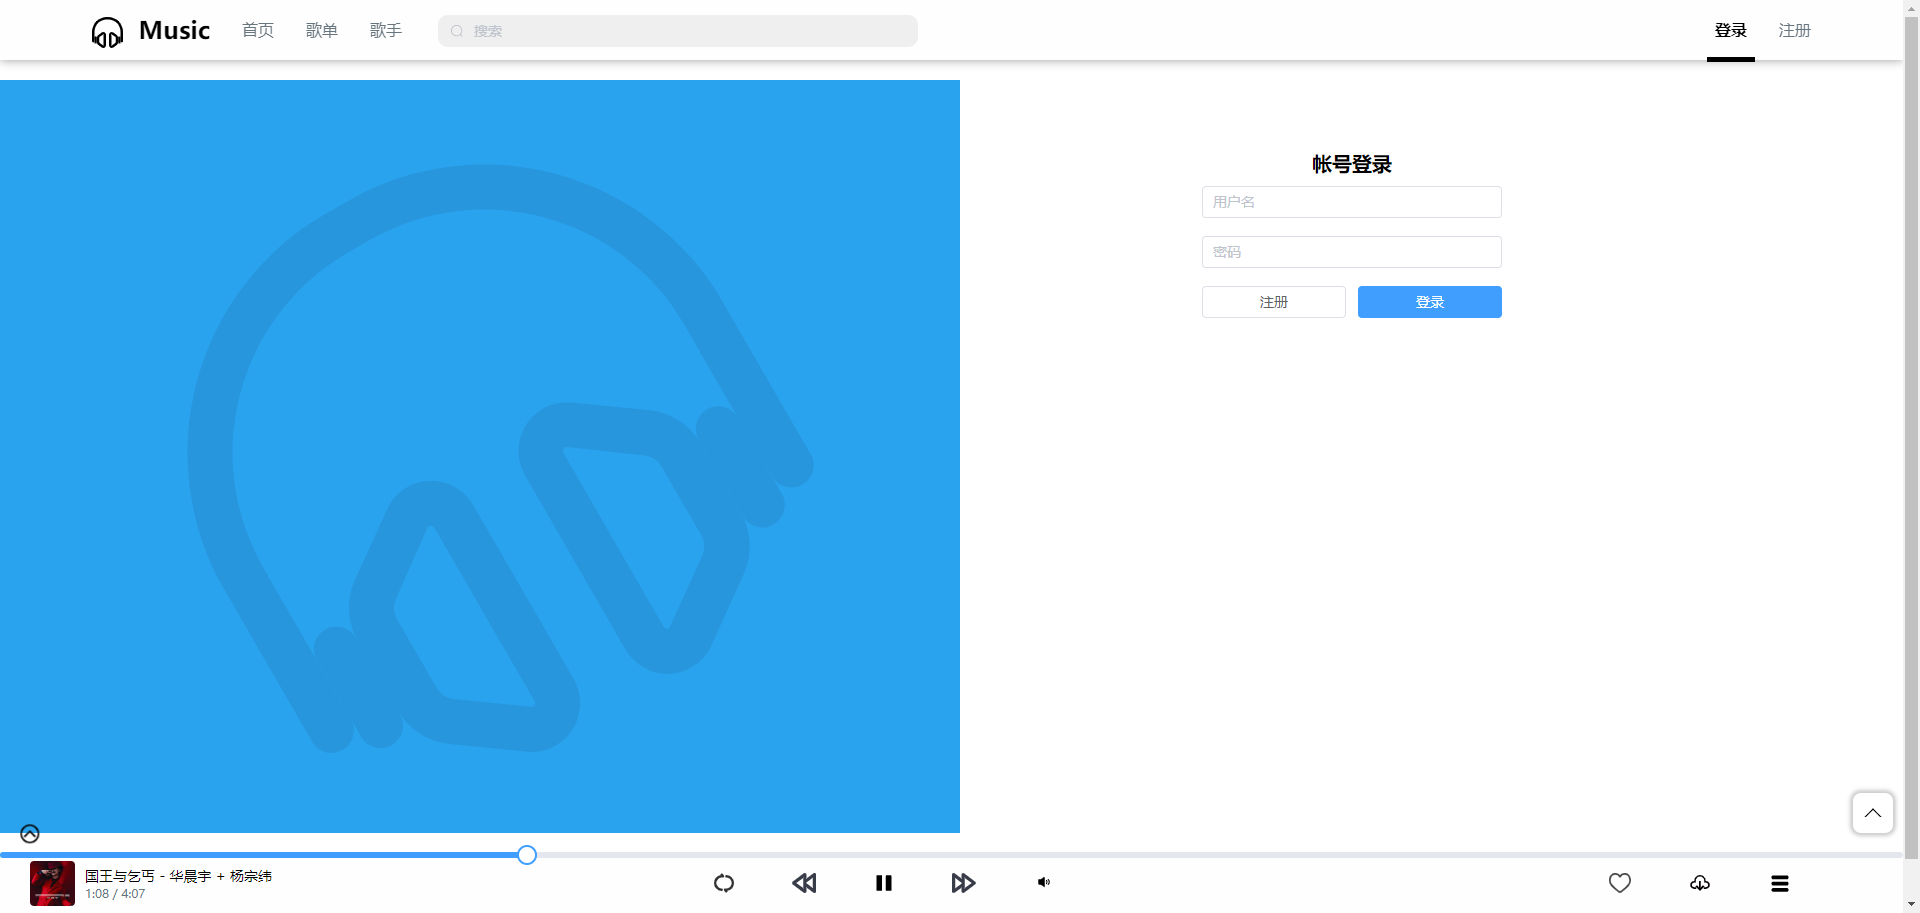 Music 首页 歌单 歌手 搜索 登录 注册
帐号登录
用户名
密码
注册 登录
国王与乞丐 - 华晨宇 + 杨宗纬
1:08 / 4:07